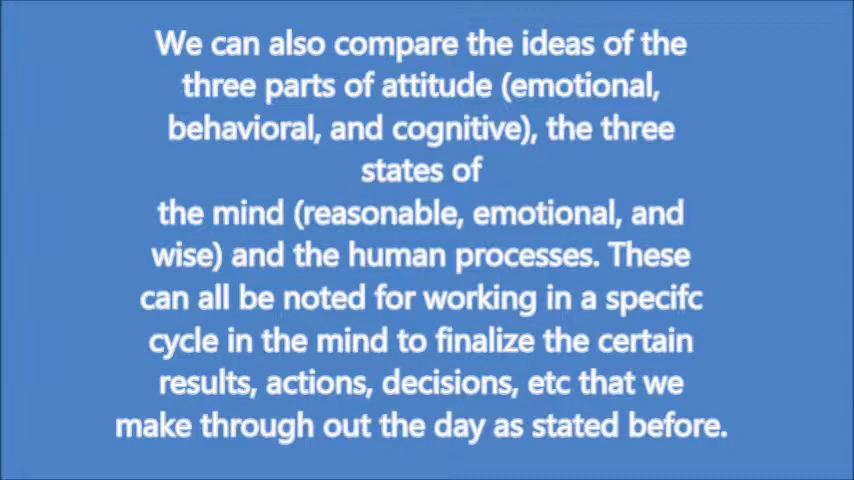 We can also compare the ideas of the
three parts of attitude (emotional,
behavioral, and cognitive), the three
states of
the mind (reasonable, emotional, and
wise) and the human processes. These
can all be noted for working in a specifc
cycle in the mind to finalize the certain
results, actions, decisions, etc that we
make through out the day as stated before.